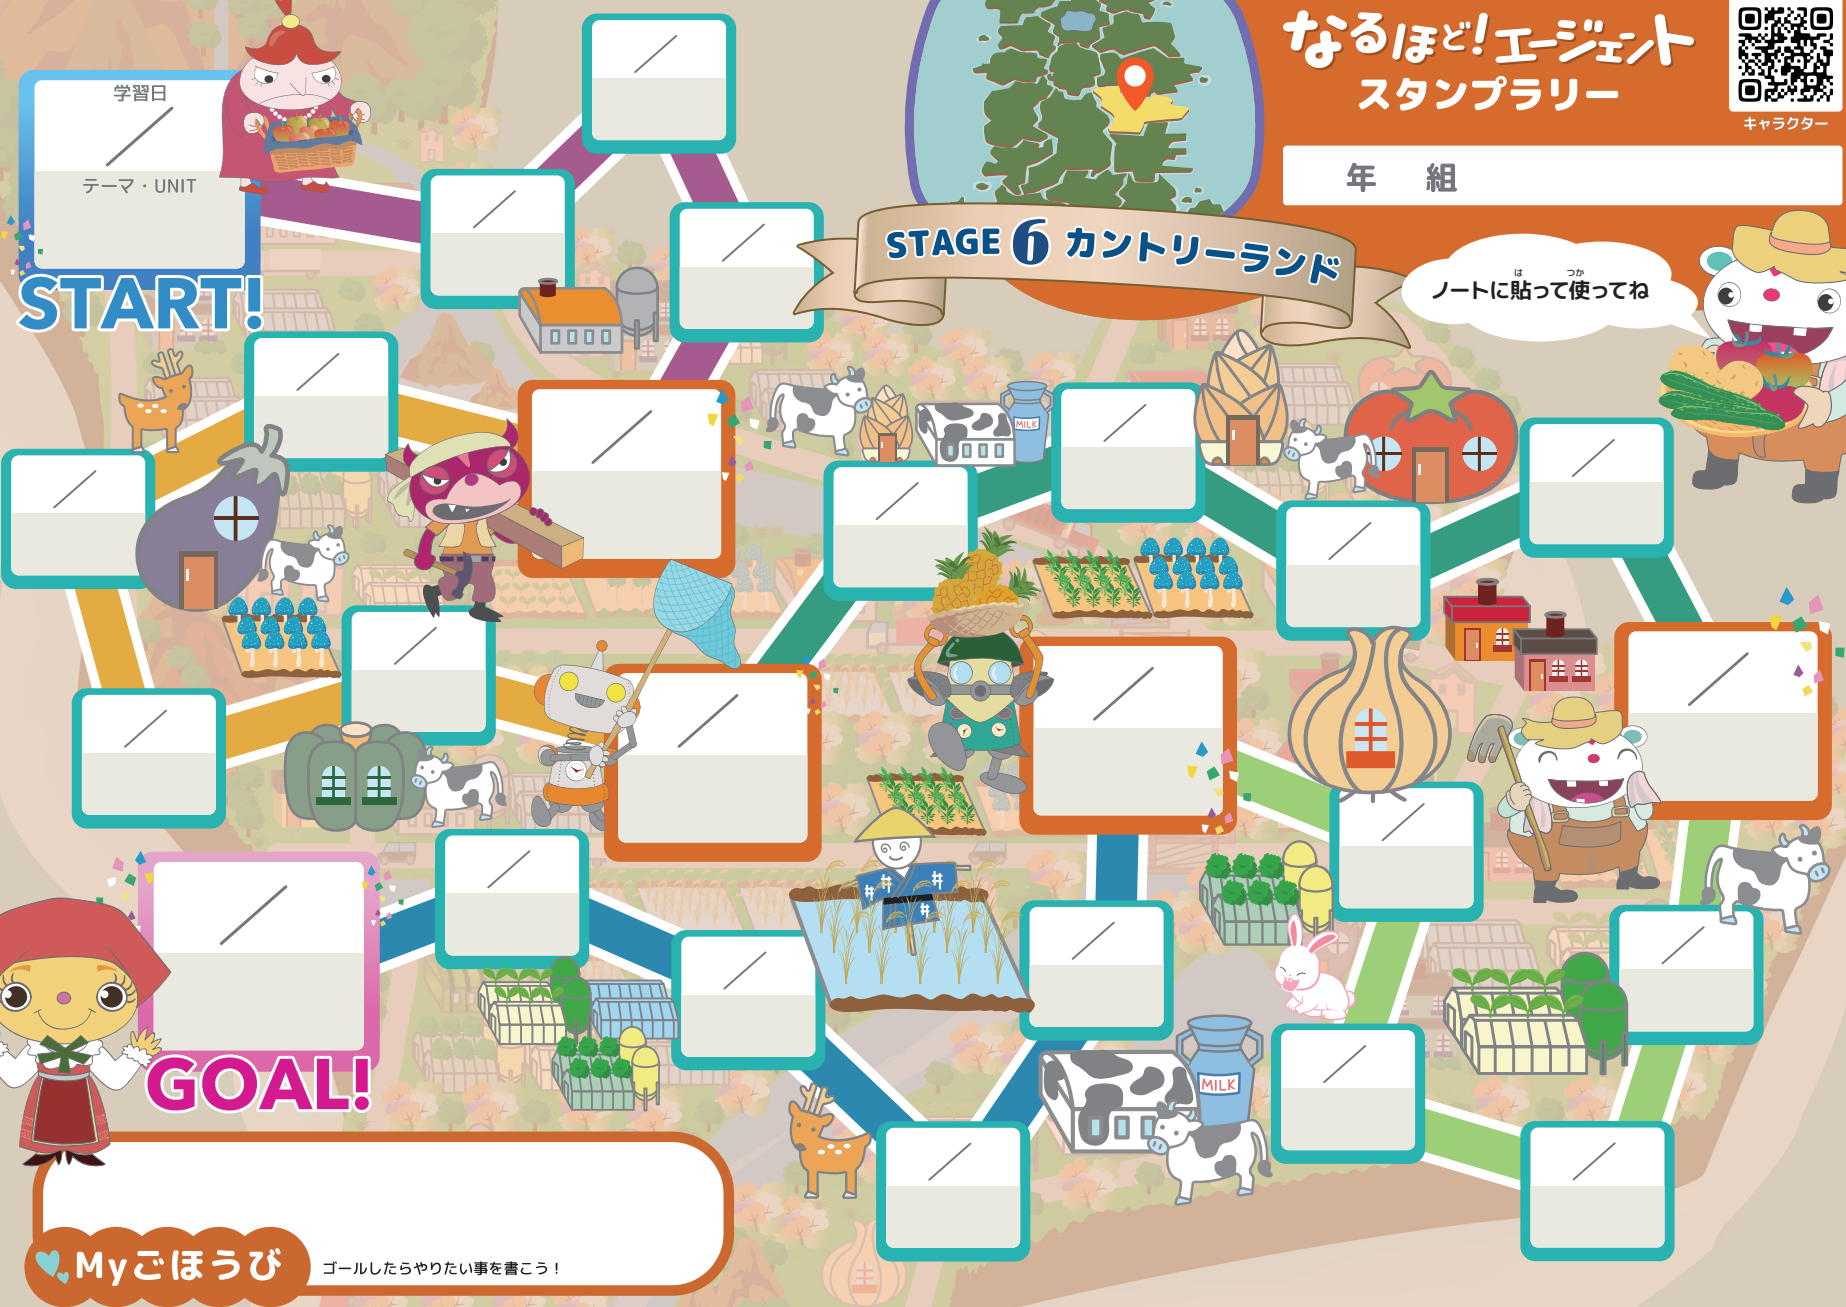 なるほど!エージェント
スタンプラリー
キャラクター
年 組
学習日
テーマ・UNIT
START!
STAGE 6 カントリーランド
は つか
ノートに貼って使ってね
MILK
MILK
GOAL!
Myごほうび
ゴールしたらやりたい事を書こう！